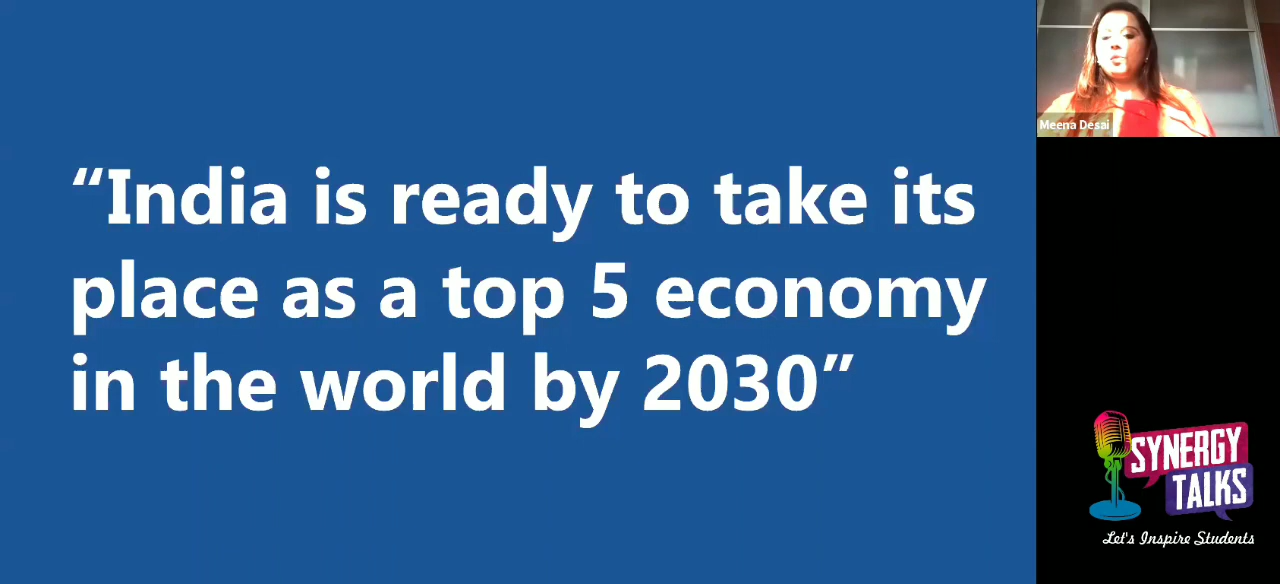 “India is ready to take its
place as a top 5 economy
in the world by 2030”
Meena Desai
SYNERGY
TALKS
Let's Inspire Students